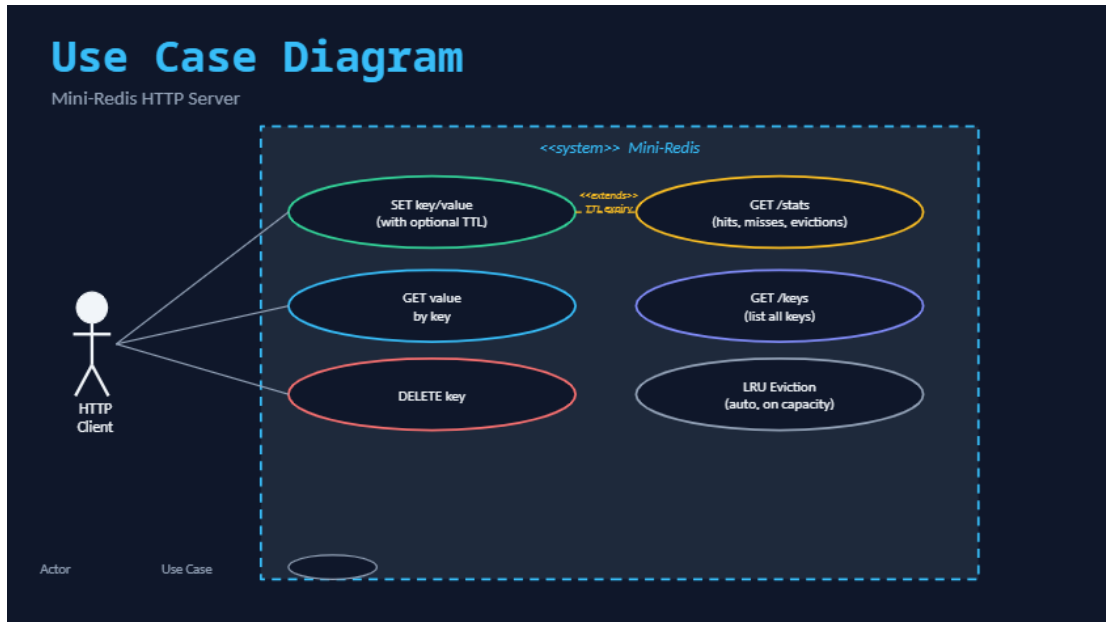 Use Case Diagram
Mini-Redis HTTP Server
<<system>> Mini-Redis
SET key/value
(with optional TTL)
<<extends>>
TTL expiry
GET /stats
(hits, misses, evictions)
GET value
by key
GET /keys
(list all keys)
DELETE key
LRU Eviction
(auto, on capacity)
HTTP
Client
Actor
Use Case